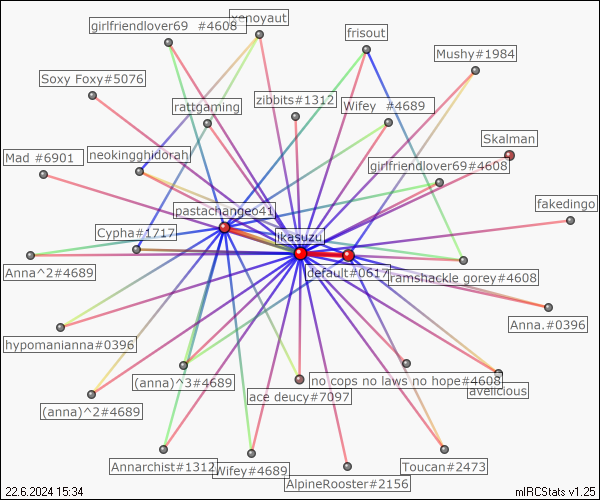 xenoyaut
girlfriendlover69 #4608
frisout
Mushy#1984
Soxy Foxy#5076
zibbits#1312
rattgaming
Wifey #4689
Skalman
Mad #6901
neokingghidorah
girlfriendlover69#4608
pastachangeo41
fakedingo
Cypha#1717
ikasuzu
Anna^2#4689
default#0617
ramshackle gorey#4608
Anna.#0396
hypomanianna#0396
(anna)^3#4689
no cops no laws no hope#4608
avelicious
ace deucy#7097
(anna)^2#4689
Annarchist#1312
Wifey#4689
Toucan#2473
AlpineRooster#2156
22.6.2024 15:34
mIRCStats v1.25